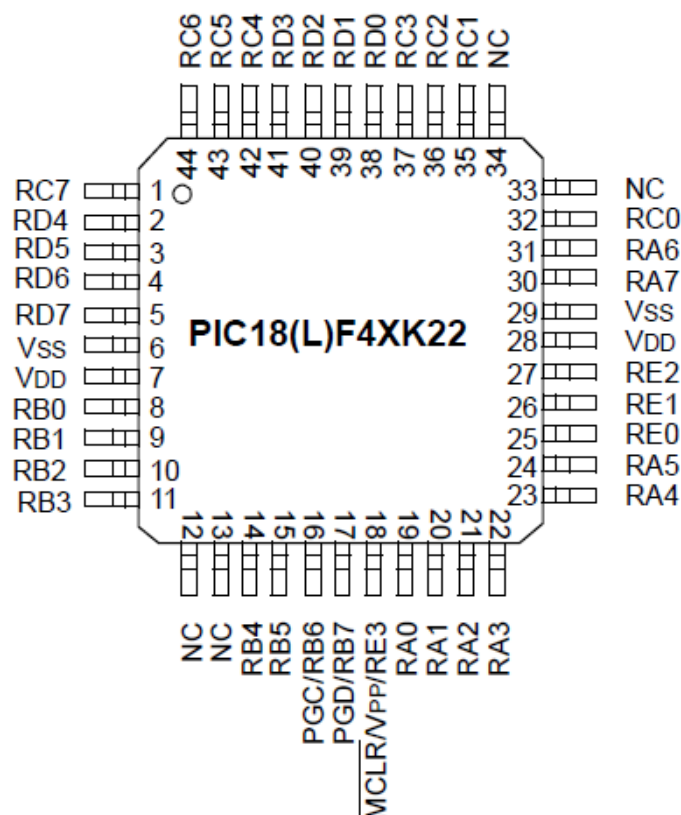 RC6
RC5
RC4
RD3
RD2
RD1
RD0
RC3
RC2
RC1
NC
44
43
42
41
40
39
38
37
36
35
34
RC7 1
RD4 2
RD5 3
RD6 4
RD7 5
VSS 6
VDD 7
RB0 8
RB1 9
RB2 10
RB3 11
PIC18(L)F4XK22
33 NC
32 RC0
31 RA6
30 RA7
29 VSS
28 VDD
27 RE2
26 RE1
25 RE0
24 RA5
23 RA4
12
13
14
15
16
17
18
19
20
21
22
NC
NC
RB4
RB5
PGC/RB6
PGD/RB7
MCLR/VPP/RE3
RA0
RA1
RA2
RA3